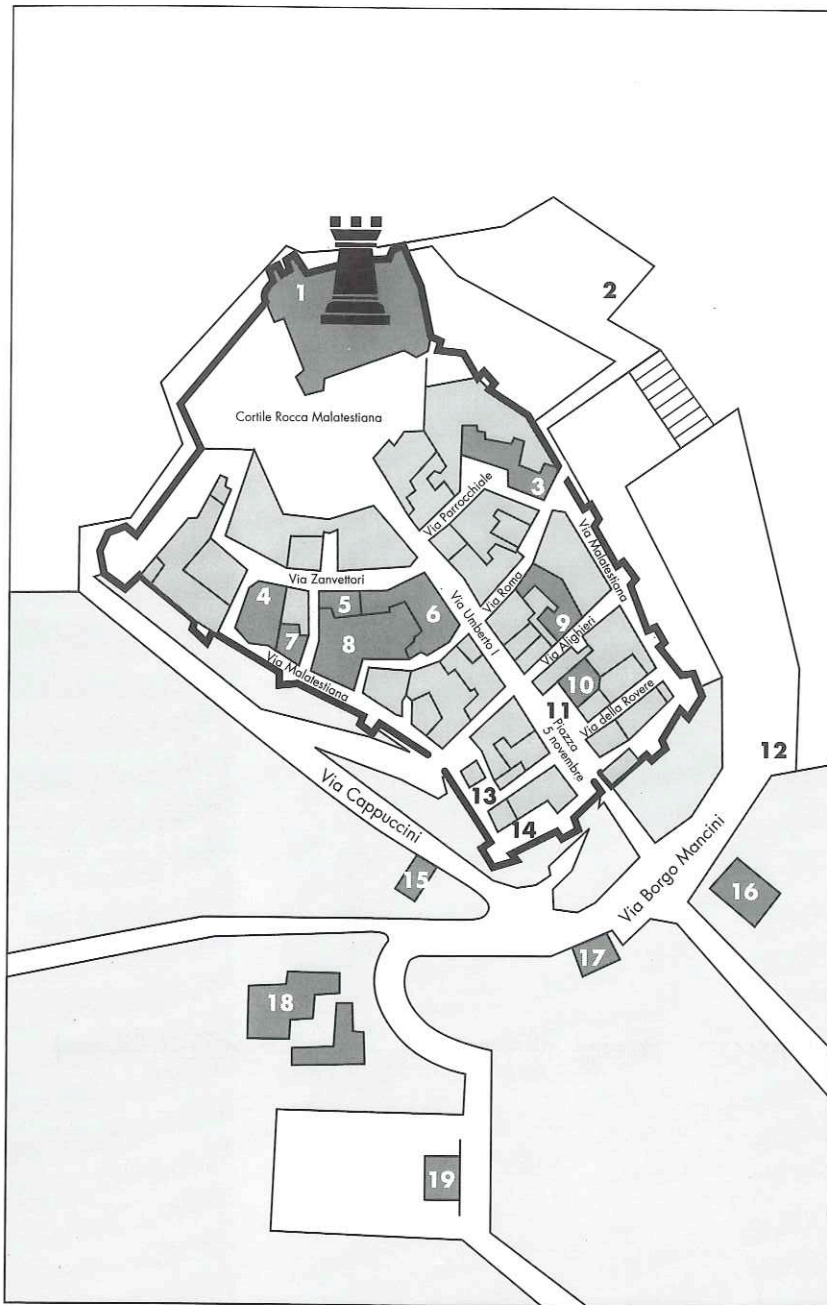 1
2
Cortile Rocca Malatestiana
3
Via Parrocchiale
Via Malatestiana
Via Zanvettori
Via Roma
4
5
6
Via Umberto I
9
7
8
Via Alighieri
Via Malatestiana
10
11
Via della Rovere
Piazza
5 novembre
12
13
Via Cappuccini
14
Via Borgo Mancini
15
16
17
18
19